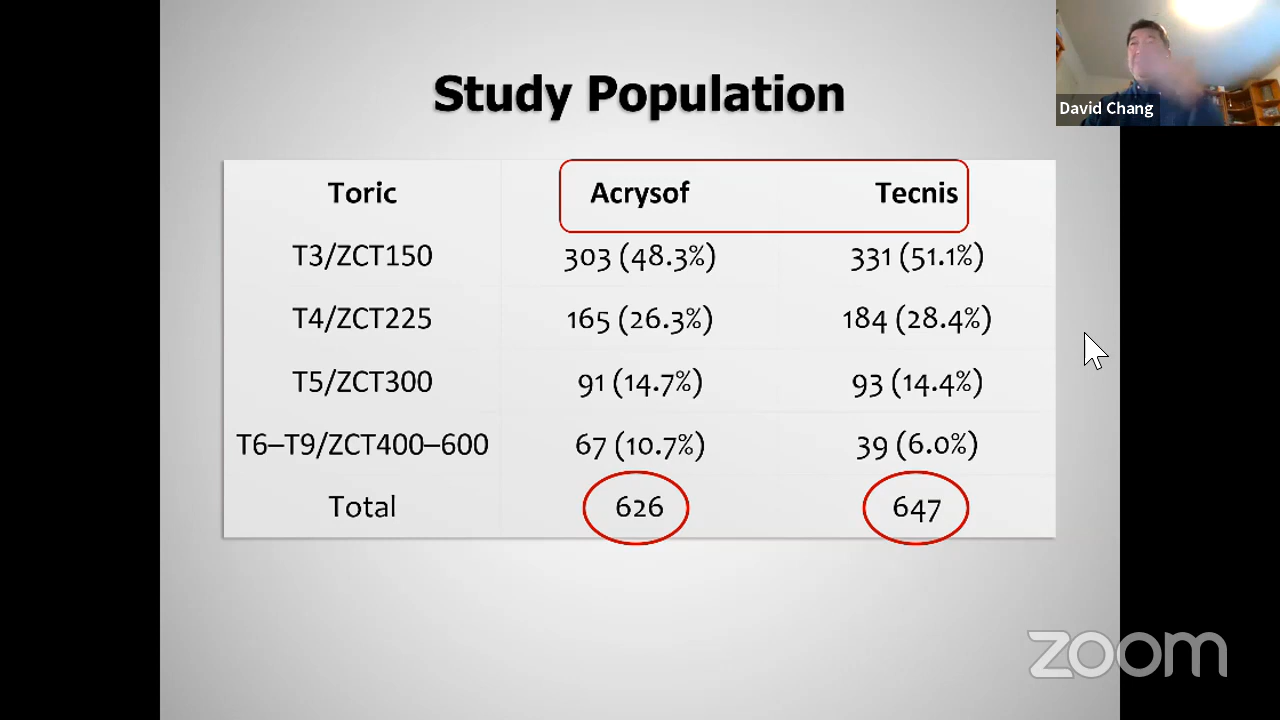 Study Population
David Chang
Toric Acrysof Tecnis
T3/ZCT150 303 (48.3%) 331 (51.1%)
T4/ZCT225 165 (26.3%) 184 (28.4%)
T5/ZCT300 91 (14.7%) 93 (14.4%)
T6–T9/ZCT400–600 67 (10.7%) 39 (6.0%)
Total 626 647
zoom